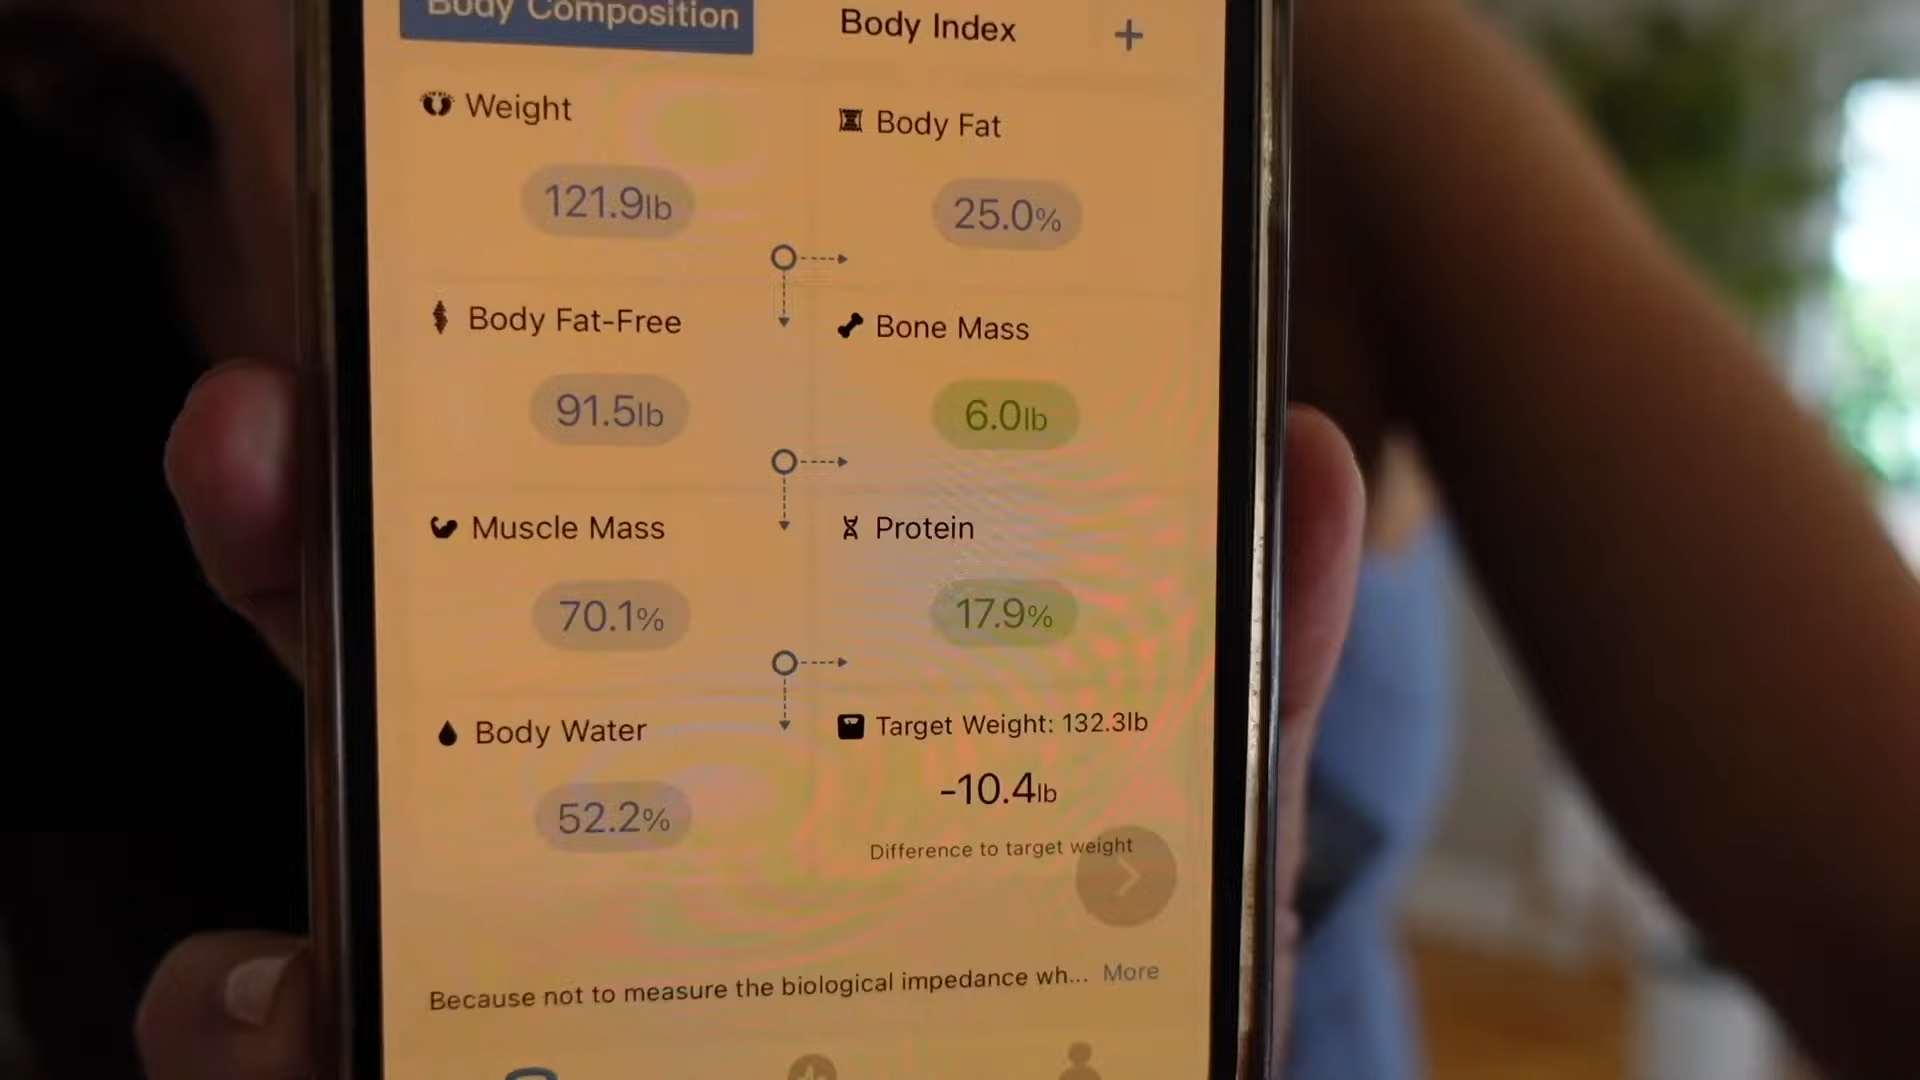 Body Composition
Body Index
+
Weight
Body Fat
121.9lb
25.0%
Body Fat-Free
Bone Mass
91.5lb
6.0lb
Muscle Mass
Protein
70.1%
17.9%
Body Water
Target Weight: 132.3lb
52.2%
-10.4lb
Difference to target weight
Because not to measure the biological impedance wh... More